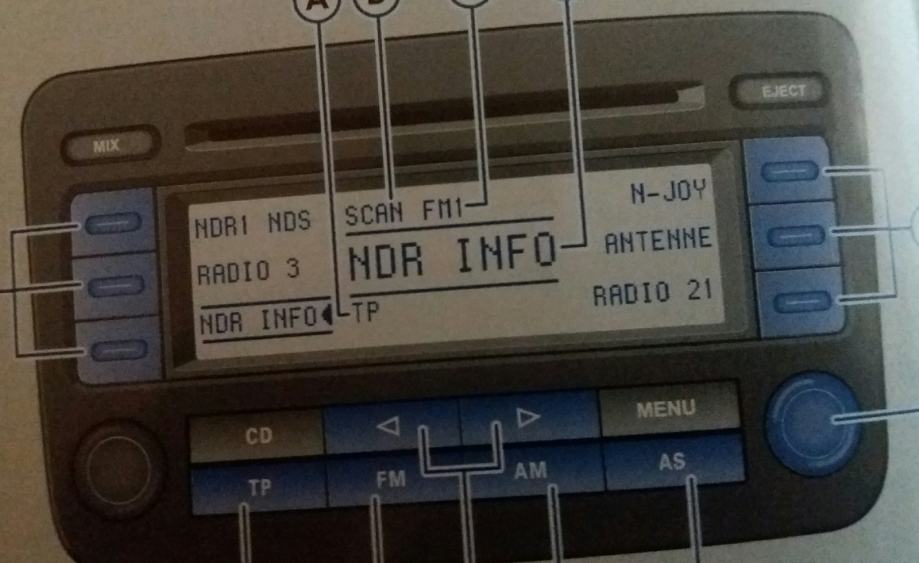 A B
EJECT
MIX
NDR1 NDS SCAN FM1 N-JOY
RADIO 3 NDR INFO ANTENNE
NDR INFO TP RADIO 21
CD MENU
TP FM AM AS